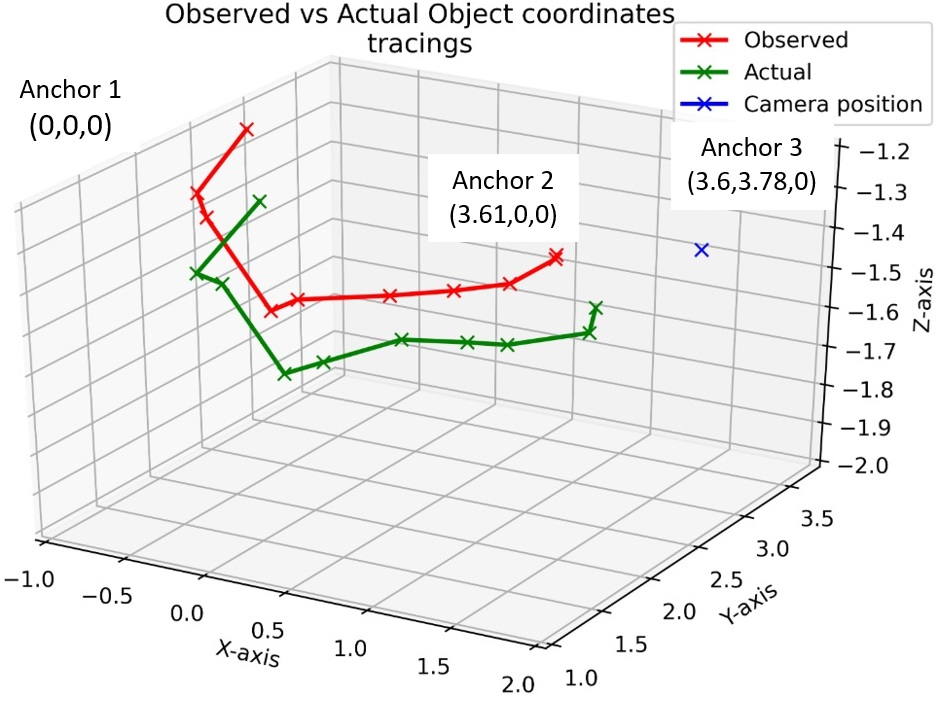 Observed vs Actual Object coordinates
tracings
Observed
Actual
Camera position
Anchor 1
(0,0,0)
Anchor 2
(3.61,0,0)
Anchor 3
(3.6,3.78,0)
−1.2
−1.3
−1.4
−1.5
−1.6
−1.7
−1.8
−1.9
−2.0
Z-axis
−1.0
−0.5
0.0
0.5
1.0
1.5
2.0
X-axis
1.0
1.5
2.0
2.5
3.0
3.5
Y-axis